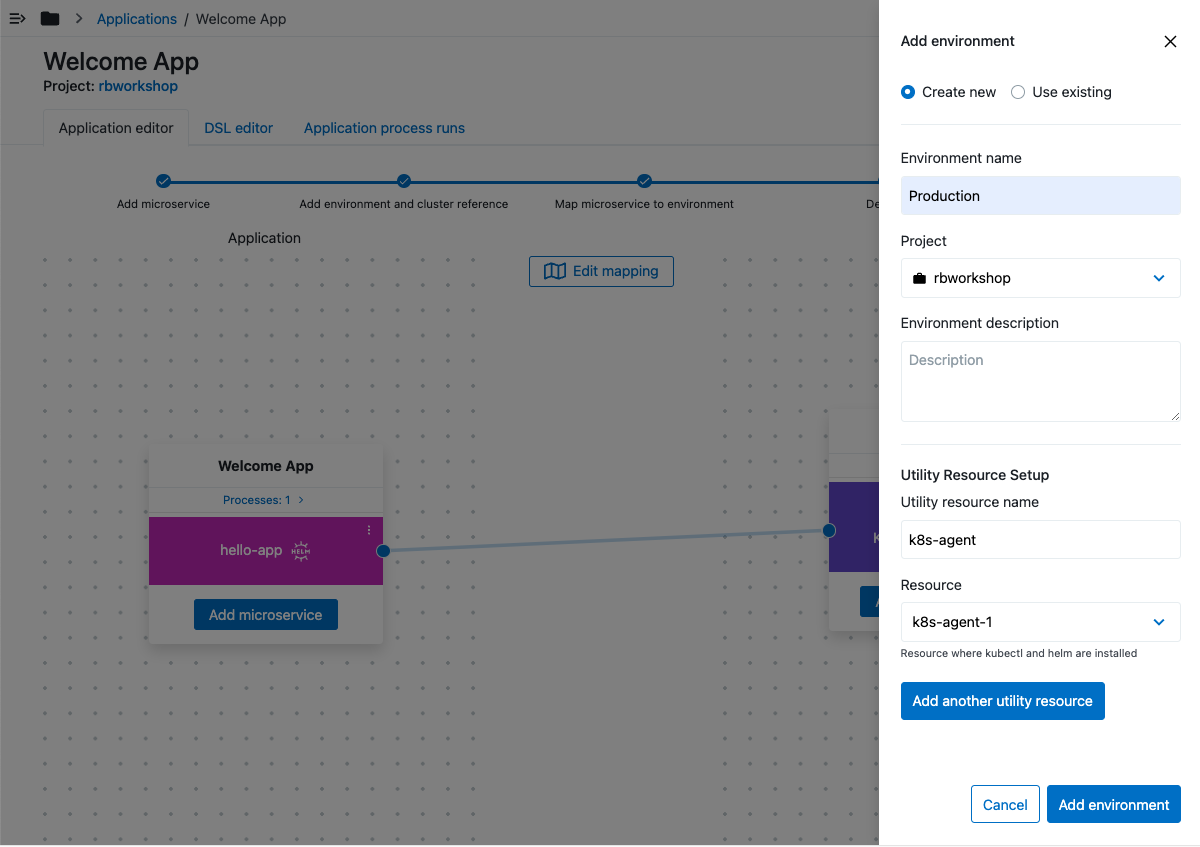 Applications / Welcome App
Welcome App
Project: rbworkshop
Application editor
DSL editor
Application process runs
Add microservice
Add environment and cluster reference
Map microservice to environment
Application
Edit mapping
Welcome App
Processes: 1
hello-app
HELM
Add microservice
Add environment
Create new
Use existing
Environment name
Production
Project
rbworkshop
Environment description
Description
Utility Resource Setup
Utility resource name
k8s-agent
Resource
k8s-agent-1
Resource where kubectl and helm are installed
Add another utility resource
Cancel
Add environment